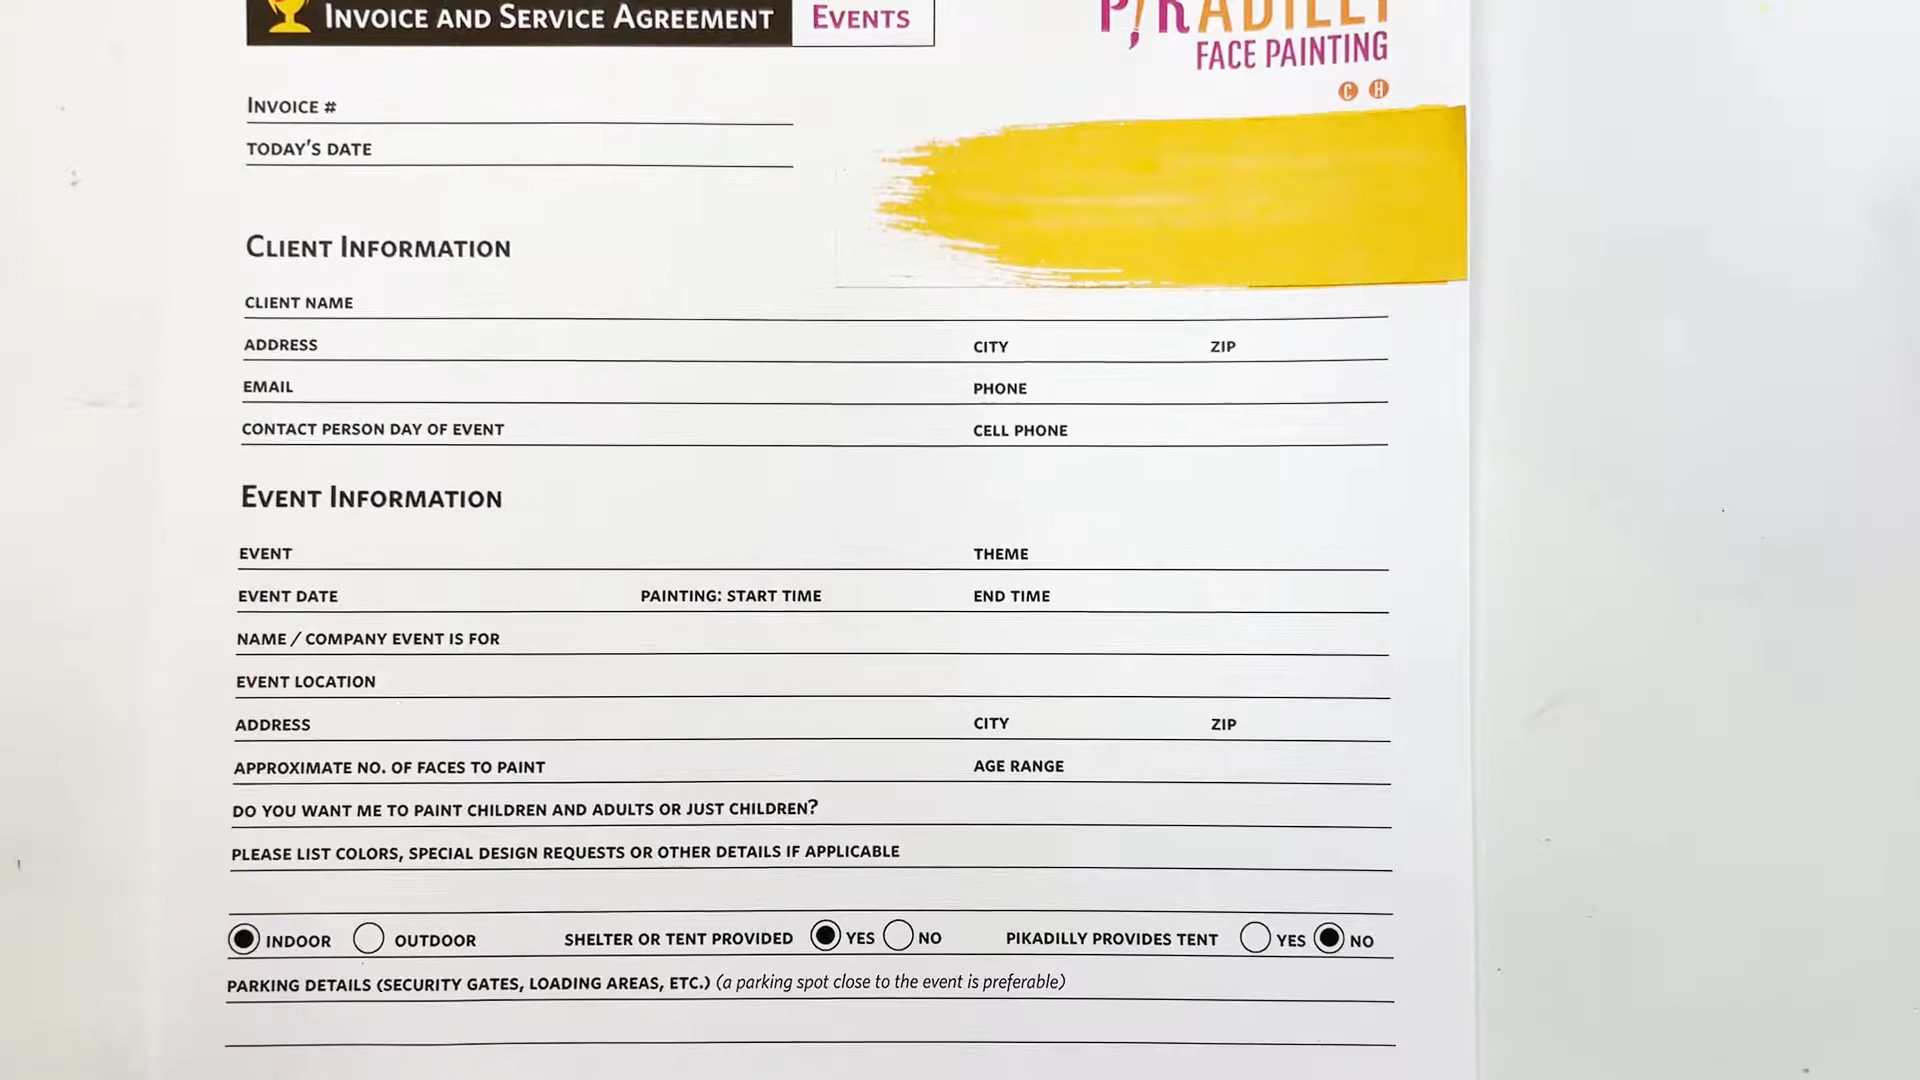 INVOICE AND SERVICE AGREEMENT EVENTS
PIKADILLY
FACE PAINTING
C H
INVOICE #
TODAY'S DATE
CLIENT INFORMATION
CLIENT NAME
ADDRESS CITY ZIP
EMAIL PHONE
CONTACT PERSON DAY OF EVENT CELL PHONE
EVENT INFORMATION
EVENT THEME
EVENT DATE PAINTING: START TIME END TIME
NAME / COMPANY EVENT IS FOR
EVENT LOCATION
ADDRESS CITY ZIP
APPROXIMATE NO. OF FACES TO PAINT AGE RANGE
DO YOU WANT ME TO PAINT CHILDREN AND ADULTS OR JUST CHILDREN?
PLEASE LIST COLORS, SPECIAL DESIGN REQUESTS OR OTHER DETAILS IF APPLICABLE
INDOOR OUTDOOR SHELTER OR TENT PROVIDED YES NO PIKADILLY PROVIDES TENT YES NO
PARKING DETAILS (SECURITY GATES, LOADING AREAS, ETC.) (a parking spot close to the event is preferable)